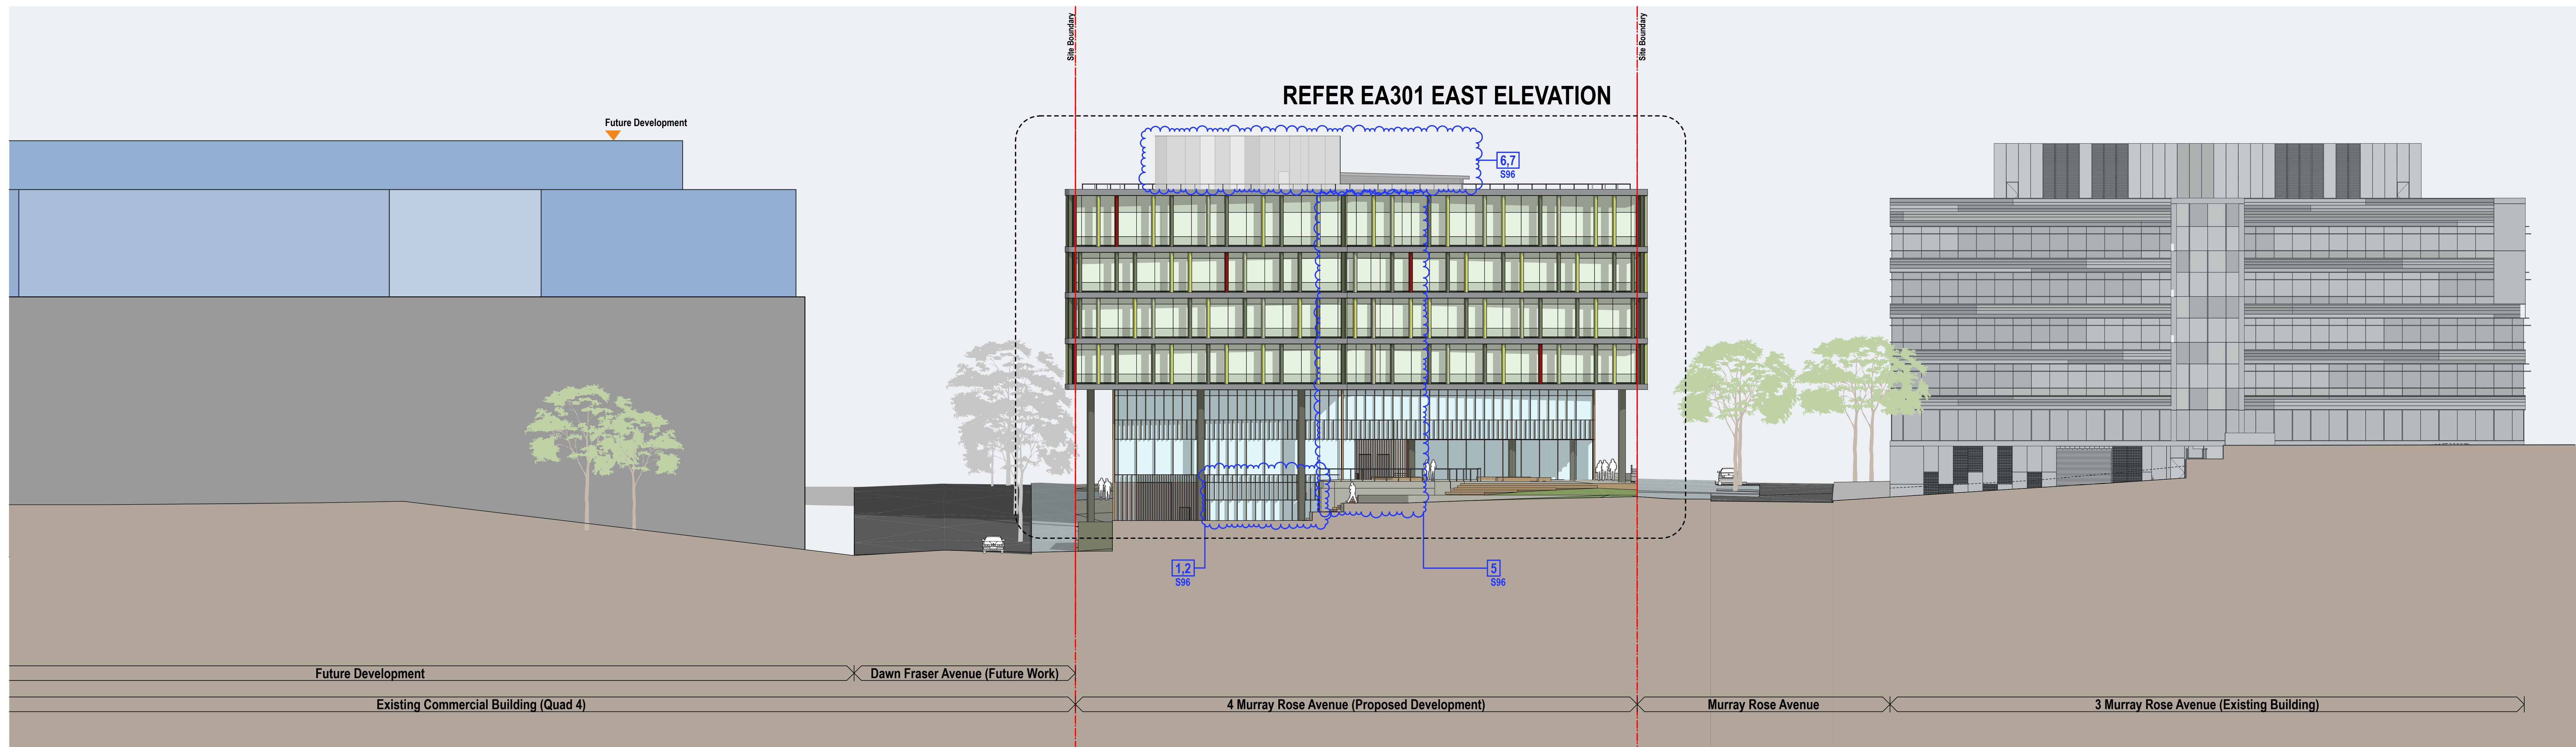 Site Boundary
Site Boundary
REFER EA301 EAST ELEVATION
Future Development
6,7
S96
1,2
S96
5
S96
Future Development
Dawn Fraser Avenue (Future Work)
Existing Commercial Building (Quad 4)
4 Murray Rose Avenue (Proposed Development)
Murray Rose Avenue
3 Murray Rose Avenue (Existing Building)